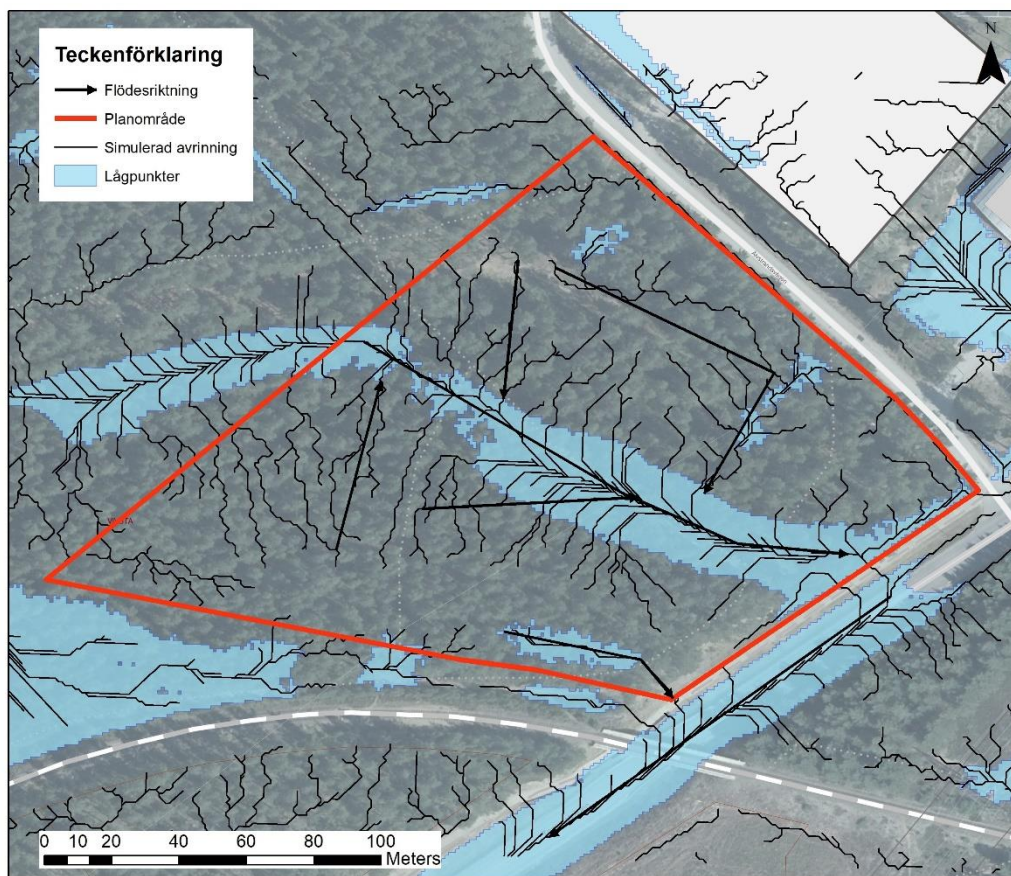 Teckenförklaring
Flödesriktning
Planområde
Simulerad avrinning
Lågpunkter
N
0 10 20 40 60 80 100
Meters